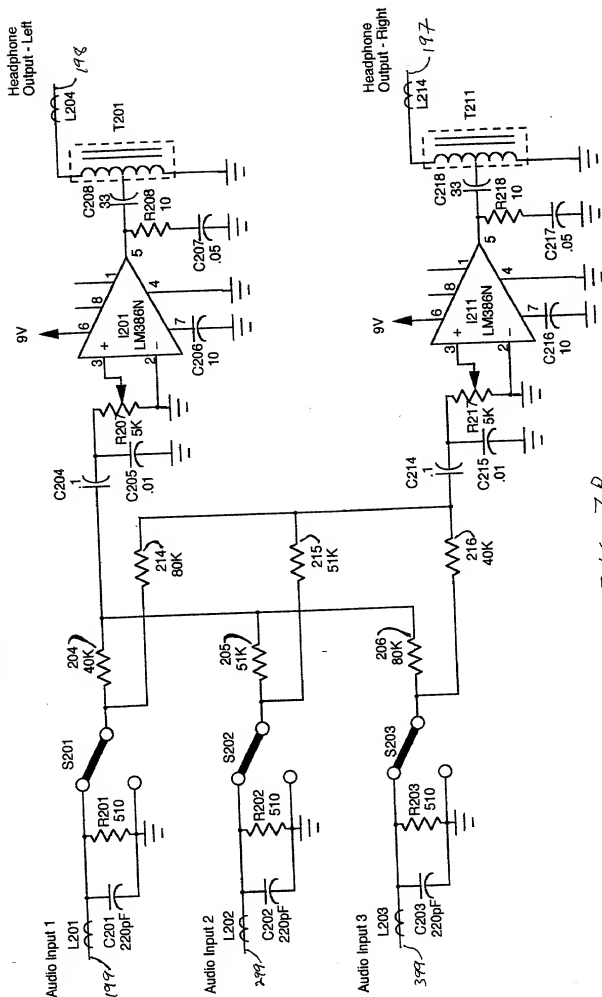 Audio Input 1
L201
199
C201
220pF
R201
510
S201
204
40K
214
80K
Audio Input 2
L202
299
C202
220pF
R202
510
S202
205
51K
215
51K
Audio Input 3
L203
399
C203
220pF
R203
510
S203
206
80K
216
40K
C204
.1
C205
.01
R207
5K
9V
3
+
2
-
6
8
1
I201
LM386N
7
4
5
C206
10
C208
33
R208
10
C207
.05
T201
L204
198
Headphone
Output - Left
C214
.1
C215
.01
R217
5K
9V
3
+
2
-
6
8
1
I211
LM386N
7
4
5
C216
10
C218
33
R218
10
C217
.05
T211
L214
197
Headphone
Output - Right